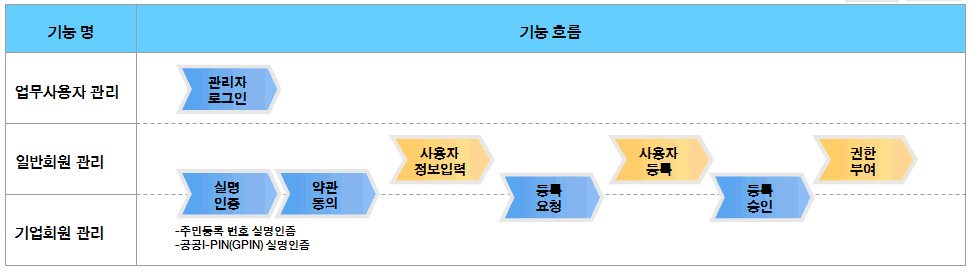 기능 명
기능 흐름
업무사용자 관리
관리자
로그인
일반회원 관리
사용자
정보입력
사용자
등록
권한
부여
실명
인증
약관
동의
등록
요청
등록
승인
기업회원 관리
-주민등록 번호 실명인증
-공공I-PIN(GPIN) 실명인증